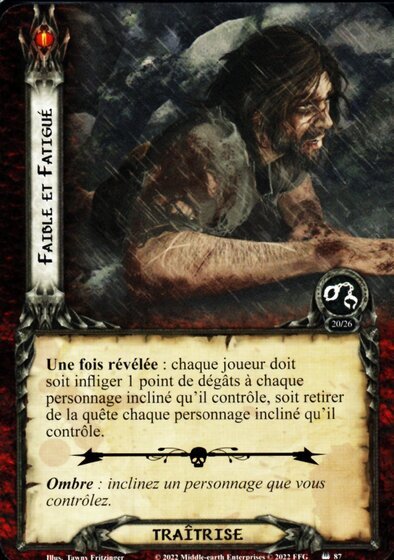 FAIBLE ET FATIGUÉ
20/26
Une fois révélée : chaque joueur doit
soit infliger 1 point de dégâts à chaque
personnage incliné qu'il contrôle, soit retirer
de la quête chaque personnage incliné qu'il
contrôle.
Ombre : inclinez un personnage que vous
contrôlez.
TRAÎTRISE
Illus. Tawny Fritzinger © 2022 Middle-earth Enterprises © 2022 FFG 87